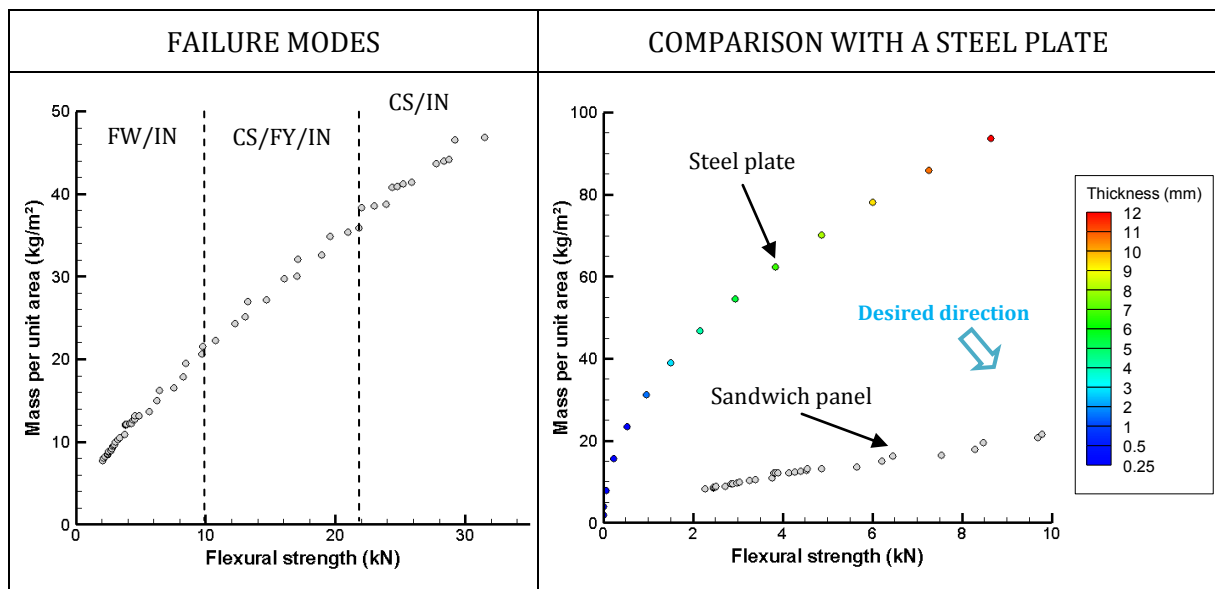 FAILURE MODES
COMPARISON WITH A STEEL PLATE
CS/IN
FW/IN
CS/FY/IN
50
40
30
20
10
0
0
10
20
30
Mass per unit area (kg/m²)
Flexural strength (kN)
100
80
60
40
20
0
0
2
4
6
8
10
Mass per unit area (kg/m²)
Flexural strength (kN)
Steel plate
Desired direction
Sandwich panel
Thickness (mm)
12
11
10
9
8
7
6
5
4
3
2
1
0.5
0.25